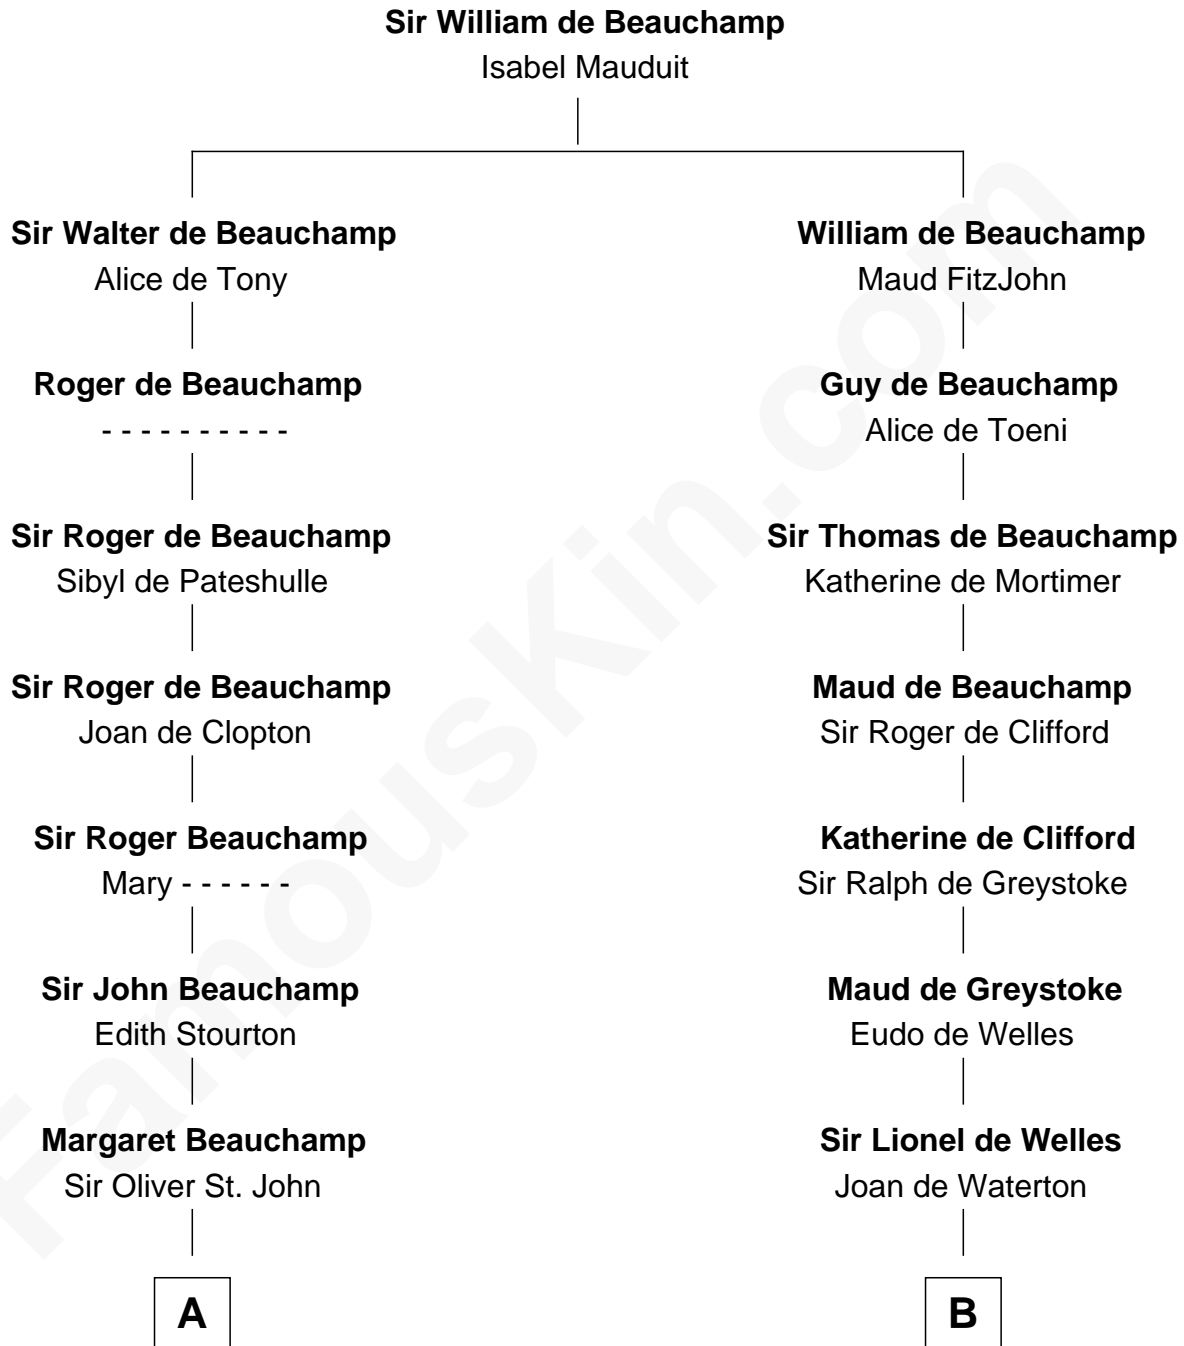 Sir William de Beauchamp
Isabel Mauduit
Sir Walter de Beauchamp
Alice de Tony
Roger de Beauchamp
- - - - - - - - - -
Sir Roger de Beauchamp
Sibyl de Pateshulle
Sir Roger de Beauchamp
Joan de Clopton
Sir Roger Beauchamp
Mary - - - - - -
Sir John Beauchamp
Edith Stourton
Margaret Beauchamp
Sir Oliver St. John
A
William de Beauchamp
Maud FitzJohn
Guy de Beauchamp
Alice de Toeni
Sir Thomas de Beauchamp
Katherine de Mortimer
Maud de Beauchamp
Sir Roger de Clifford
Katherine de Clifford
Sir Ralph de Greystoke
Maud de Greystoke
Eudo de Welles
Sir Lionel de Welles
Joan de Waterton
B
FamousKin.com